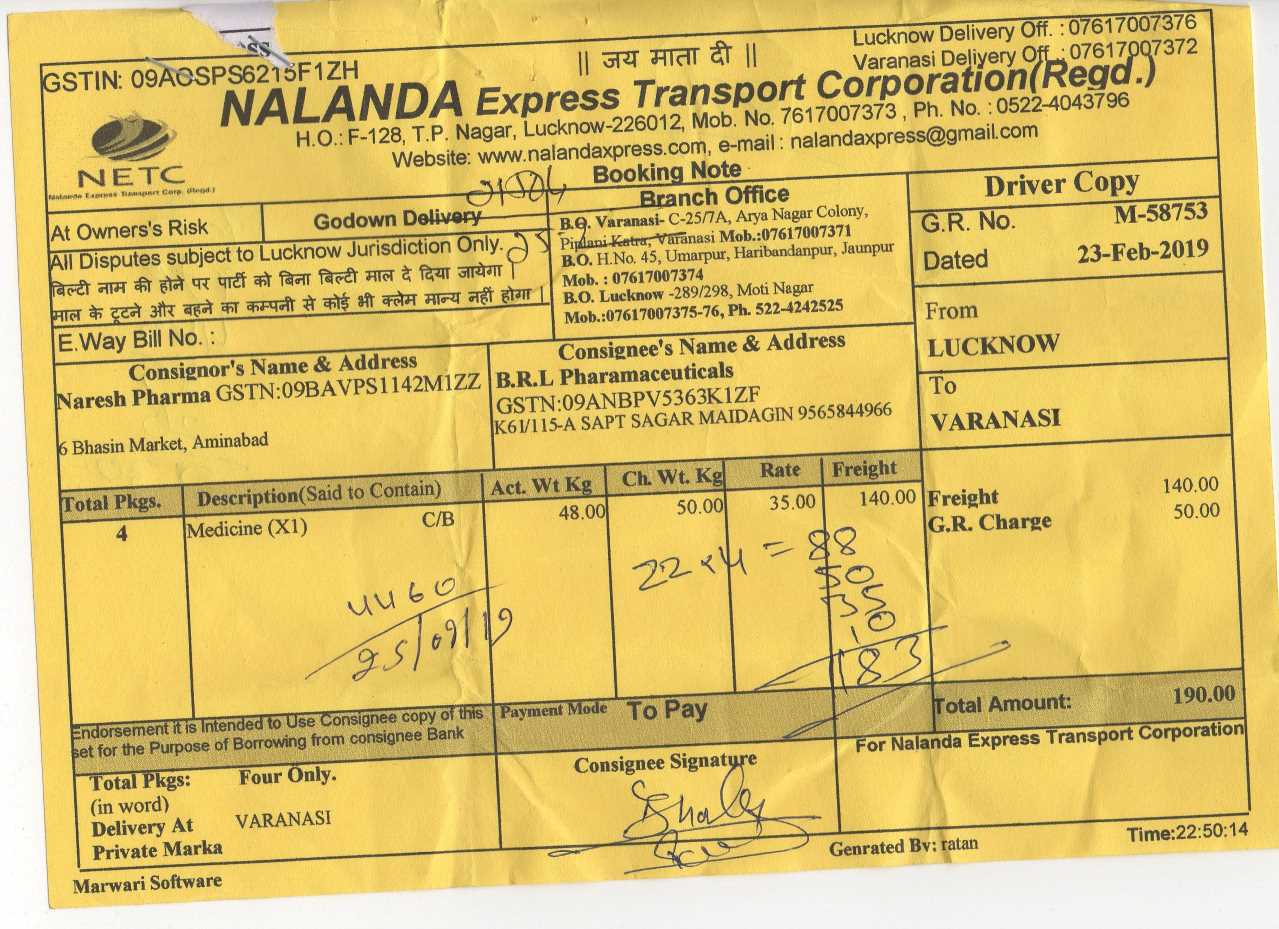 Lucknow Delivery Off. : 07617007376
|| जय माता दी ||
Varanasi Delivery Off. : 07617007372
GSTIN: 09ACSPS6215F1ZH
NALANDA Express Transport Corporation(Regd.)
H.O.: F-128, T.P. Nagar, Lucknow-226012, Mob. No. 7617007373 , Ph. No. : 0522-4043796
Website: www.nalandaxpress.com, e-mail : nalandaxpress@gmail.com
NETC
Nalanda Express Transport Corp. (Regd.)
Booking Note
At Owners's Risk
Godown Delivery
All Disputes subject to Lucknow Jurisdiction Only.
बिल्टी नाम की होने पर पार्टी को बिना बिल्टी माल दे दिया जायेगा |
माल के टूटने और बहने का कम्पनी से कोई भी क्लेम मान्य नहीं होगा |
E.Way Bill No. :
Branch Office
B.O. Varanasi- C-25/7A, Arya Nagar Colony,
Piplani Katra, Varanasi Mob.:07617007371
B.O. H.No. 45, Umarpur, Haribandanpur, Jaunpur
Mob. : 07617007374
B.O. Lucknow -289/298, Moti Nagar
Mob.:07617007375-76, Ph. 522-4242525
Driver Copy
G.R. No. M-58753
Dated 23-Feb-2019
From
LUCKNOW
To
VARANASI
Consignor's Name & Address
Naresh Pharma GSTN:09BAVPS1142M1ZZ
6 Bhasin Market, Aminabad
Consignee's Name & Address
B.R.L Pharamaceuticals
GSTN:09ANBPV5363K1ZF
K61/115-A SAPT SAGAR MAIDAGIN 9565844966
Total Pkgs. Description(Said to Contain) Act. Wt Kg Ch. Wt. Kg Rate Freight
4 Medicine (X1) C/B 48.00 50.00 35.00 140.00
Freight 140.00
G.R. Charge 50.00
22 x 4 = 88
50
35
10
183
4460
25/02/19
Endorsement it is Intended to Use Consignee copy of this
set for the Purpose of Borrowing from consignee Bank
Payment Mode To Pay
Total Amount: 190.00
Total Pkgs: Four Only.
(in word)
Delivery At VARANASI
Private Marka
Consignee Signature
For Nalanda Express Transport Corporation
Genrated By: ratan
Time:22:50:14
Marwari Software